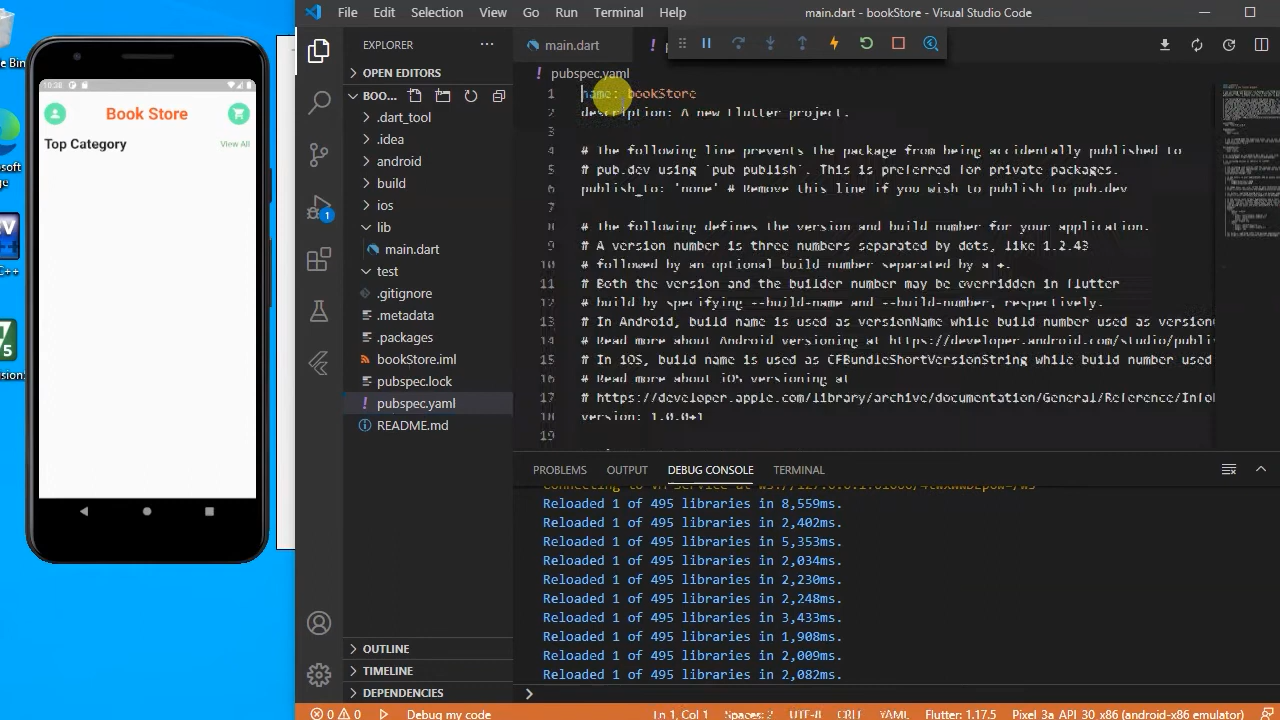 File Edit Selection View Go Run Terminal Help
main.dart - bookStore - Visual Studio Code
EXPLORER
OPEN EDITORS
BOO...
.dart_tool
.idea
android
build
ios
lib
main.dart
test
.gitignore
.metadata
.packages
bookStore.iml
pubspec.lock
pubspec.yaml
README.md
OUTLINE
TIMELINE
DEPENDENCIES
1
10:38
Book Store
Top Category
View All
main.dart
pubspec.yaml
1 name: bookStore
2 description: A new Flutter project.
3
4 # The following line prevents the package from being accidentally published to
5 # pub.dev using `pub publish`. This is preferred for private packages.
6 publish_to: 'none' # Remove this line if you wish to publish to pub.dev
7
8 # The following defines the version and build number for your application.
9 # A version number is three numbers separated by dots, like 1.2.43
10 # followed by an optional build number separated by a +.
11 # Both the version and the builder number may be overridden in flutter
12 # build by specifying --build-name and --build-number, respectively.
13 # In Android, build name is used as versionName while build number used as version
14 # Read more about Android versioning at https://developer.android.com/studio/publi
15 # In iOS, build name is used as CFBundleShortVersionString while build number used
16 # Read more about iOS versioning at
17 # https://developer.apple.com/library/archive/documentation/General/Reference/Info
18 version: 1.0.0+1
19
PROBLEMS OUTPUT DEBUG CONSOLE TERMINAL
Reloaded 1 of 495 libraries in 8,559ms.
Reloaded 1 of 495 libraries in 2,402ms.
Reloaded 1 of 495 libraries in 5,353ms.
Reloaded 1 of 495 libraries in 2,034ms.
Reloaded 1 of 495 libraries in 2,230ms.
Reloaded 1 of 495 libraries in 2,248ms.
Reloaded 1 of 495 libraries in 3,433ms.
Reloaded 1 of 495 libraries in 1,908ms.
Reloaded 1 of 495 libraries in 2,009ms.
Reloaded 1 of 495 libraries in 2,082ms.
0 0 Debug my code Ln 1, Col 1 Spaces: 2 UTF-8 CRLF YAML Flutter: 1.17.5 Pixel 3a API 30 x86 (android-x86 emulator)